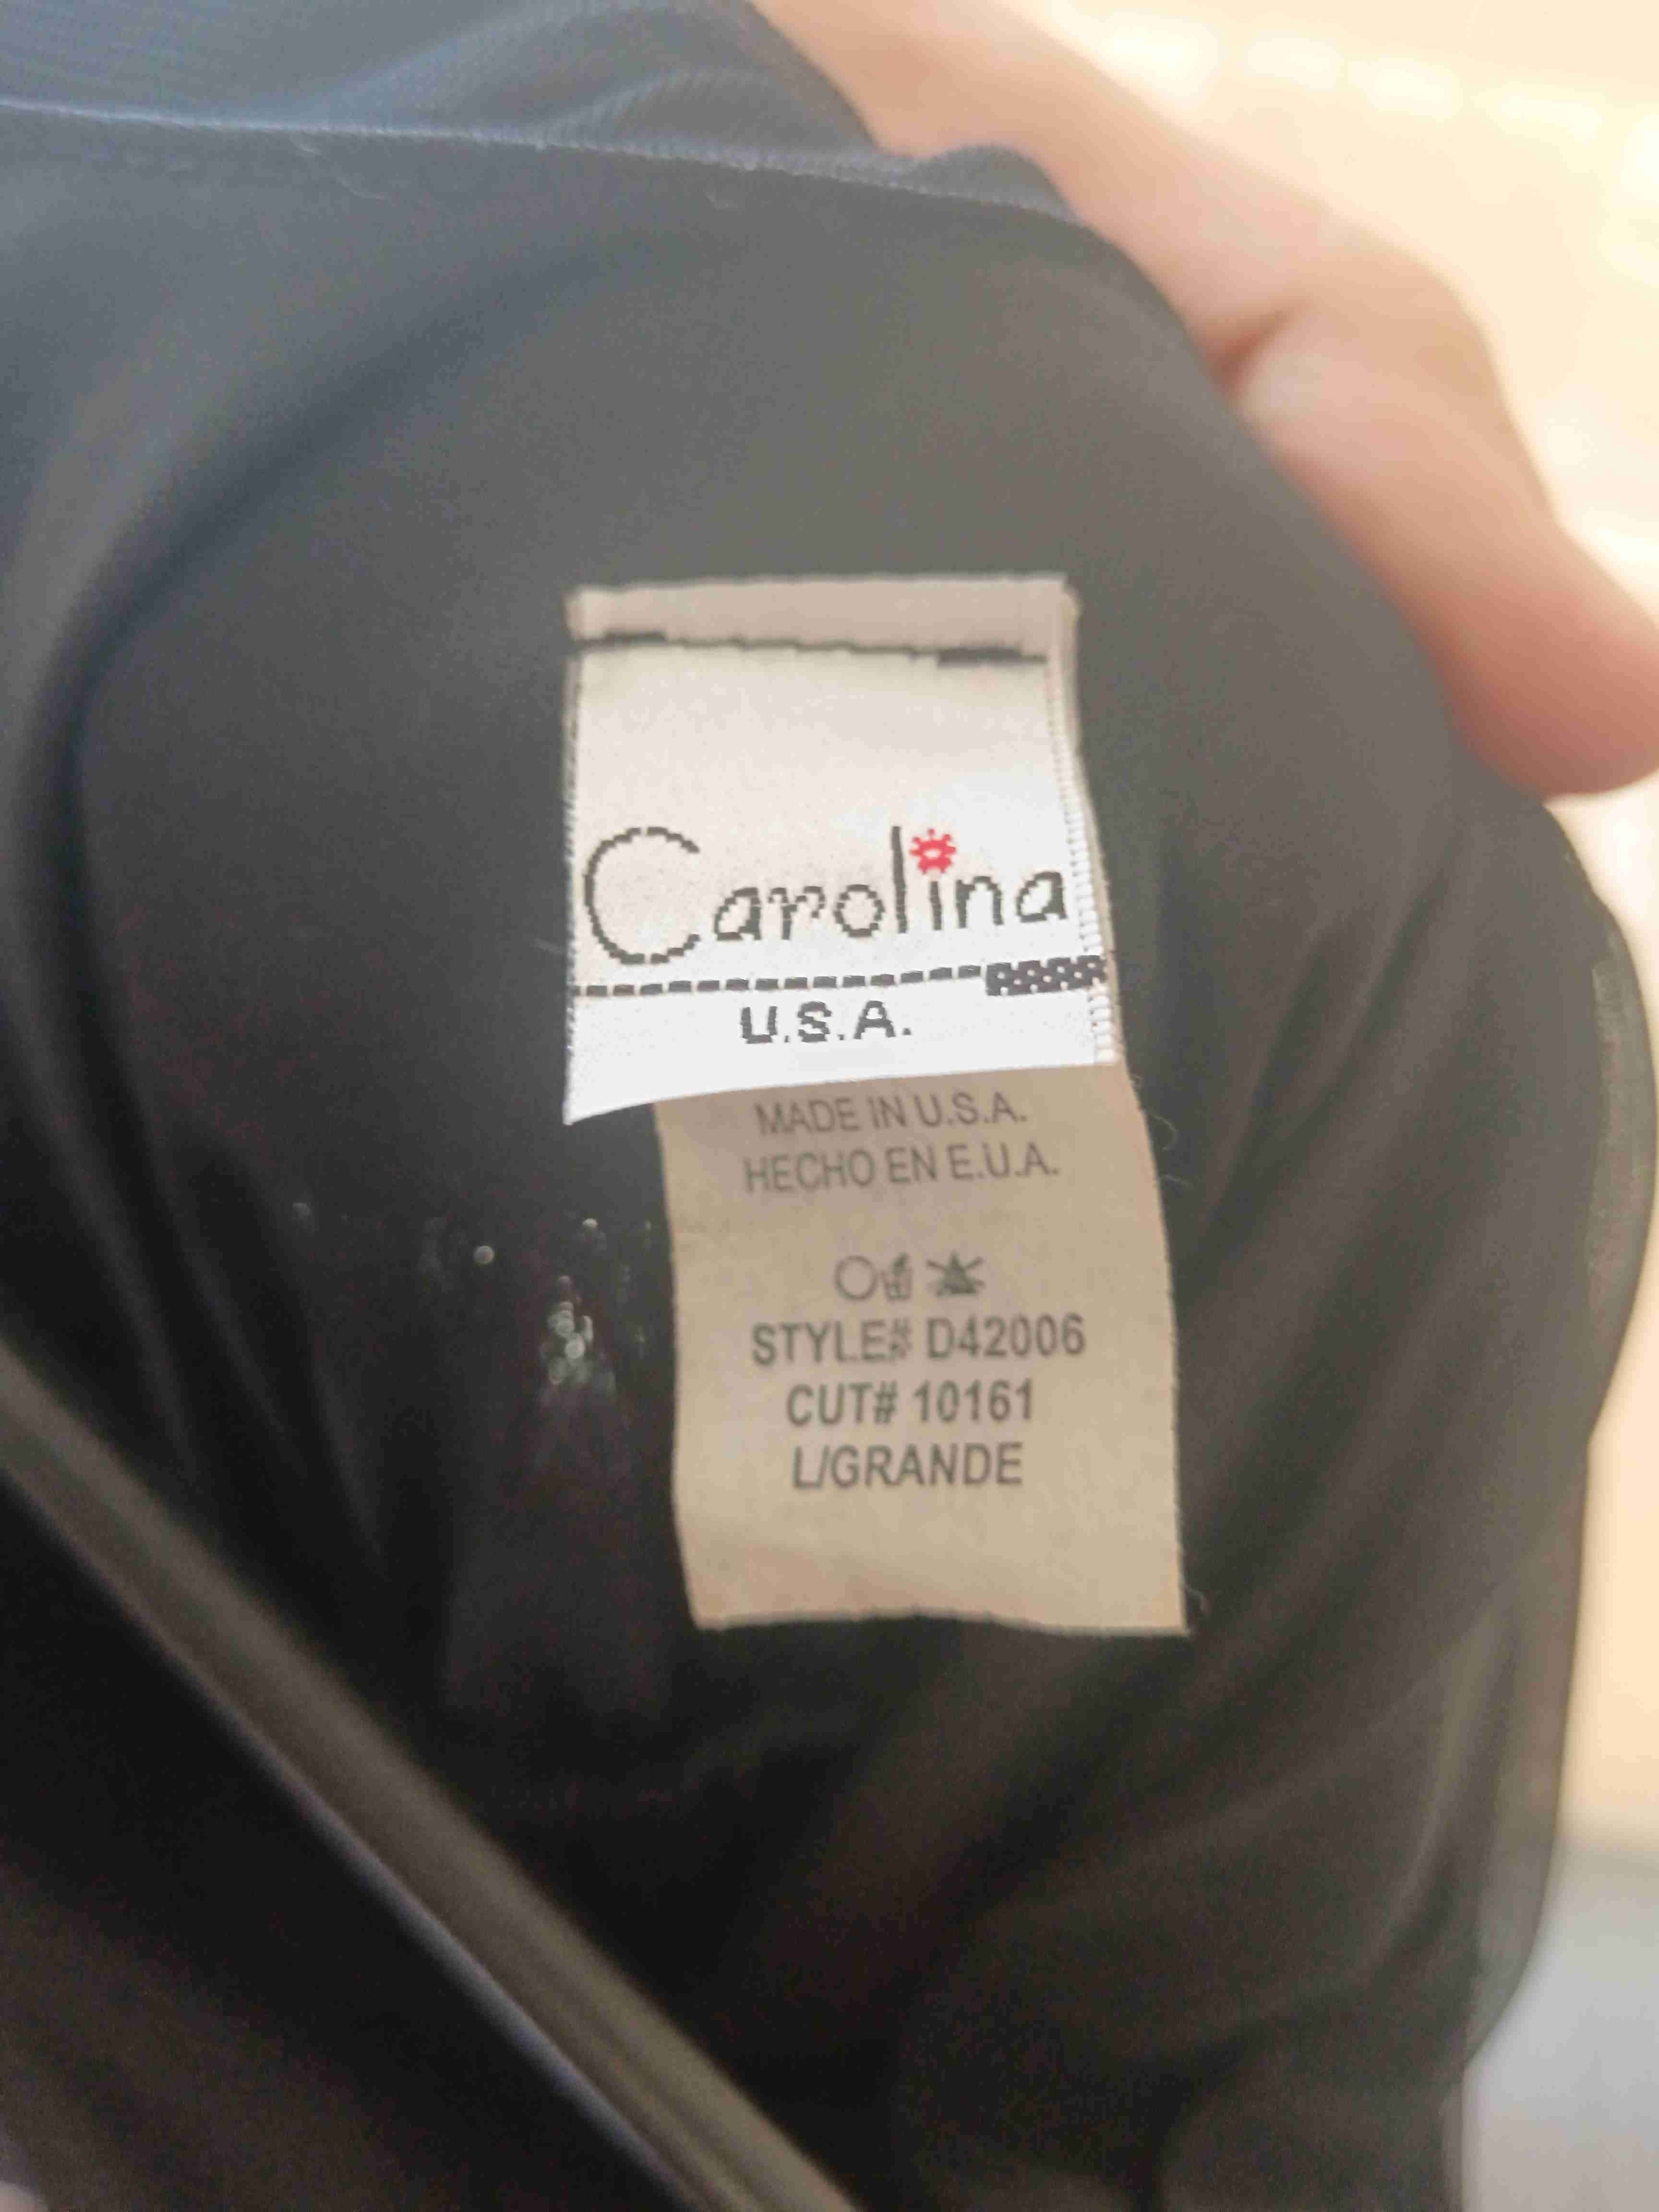 Carolina
U.S.A.
MADE IN U.S.A.
HECHO EN E.U.A.
STYLE# D42006
CUT# 10161
L/GRANDE